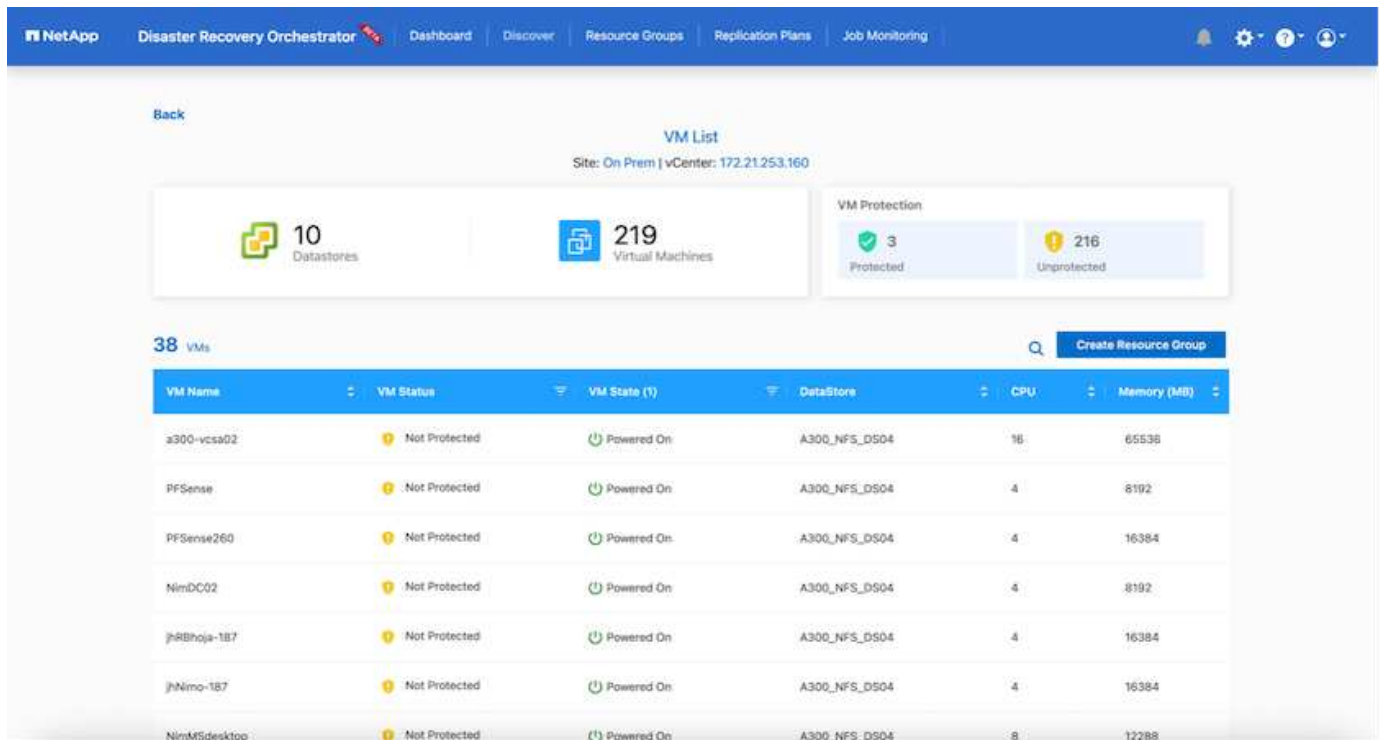 NetApp Disaster Recovery Orchestrator Dashboard Discover Resource Groups Replication Plans Job Monitoring
Back
VM List
Site: On Prem | vCenter: 172.21.253.160
VM Protection
10 Datastores
219 Virtual Machines
3 Protected
216 Unprotected
38 VMs
Create Resource Group
VM Name VM Status VM State (1) DataStore CPU Memory (MB)
a300-vcsa02 Not Protected Powered On A300_NFS_DS04 16 65536
PFSense Not Protected Powered On A300_NFS_DS04 4 8192
PFSense260 Not Protected Powered On A300_NFS_DS04 4 16384
NimDC02 Not Protected Powered On A300_NFS_DS04 4 8192
jhRBhoja-187 Not Protected Powered On A300_NFS_DS04 4 16384
jhNimo-187 Not Protected Powered On A300_NFS_DS04 4 16384
NimMSdesktop Not Protected Powered On A300_NFS_DS04 8 12288